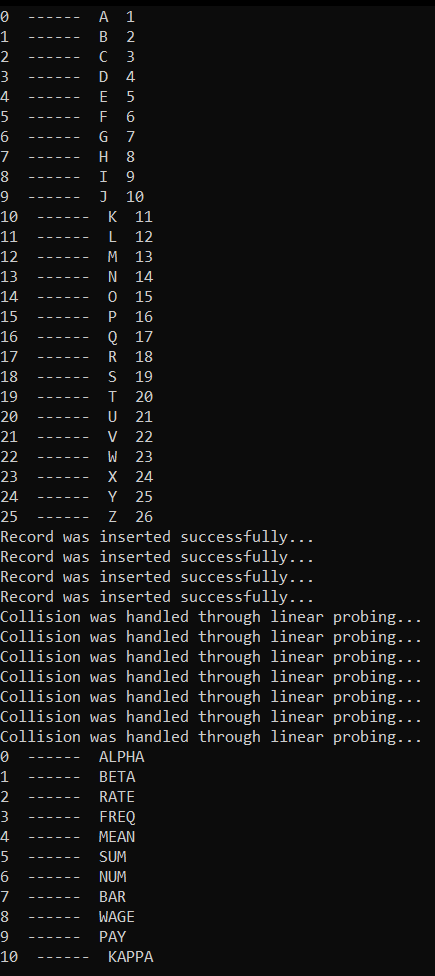 0  ------  A  1
1  ------  B  2
2  ------  C  3
3  ------  D  4
4  ------  E  5
5  ------  F  6
6  ------  G  7
7  ------  H  8
8  ------  I  9
9  ------  J  10
10  ------  K  11
11  ------  L  12
12  ------  M  13
13  ------  N  14
14  ------  O  15
15  ------  P  16
16  ------  Q  17
17  ------  R  18
18  ------  S  19
19  ------  T  20
20  ------  U  21
21  ------  V  22
22  ------  W  23
23  ------  X  24
24  ------  Y  25
25  ------  Z  26
Record was inserted successfully...
Record was inserted successfully...
Record was inserted successfully...
Record was inserted successfully...
Collision was handled through linear probing...
Collision was handled through linear probing...
Collision was handled through linear probing...
Collision was handled through linear probing...
Collision was handled through linear probing...
Collision was handled through linear probing...
Collision was handled through linear probing...
0  ------  ALPHA
1  ------  BETA
2  ------  RATE
3  ------  FREQ
4  ------  MEAN
5  ------  SUM
6  ------  NUM
7  ------  BAR
8  ------  WAGE
9  ------  PAY
10  ------  KAPPA